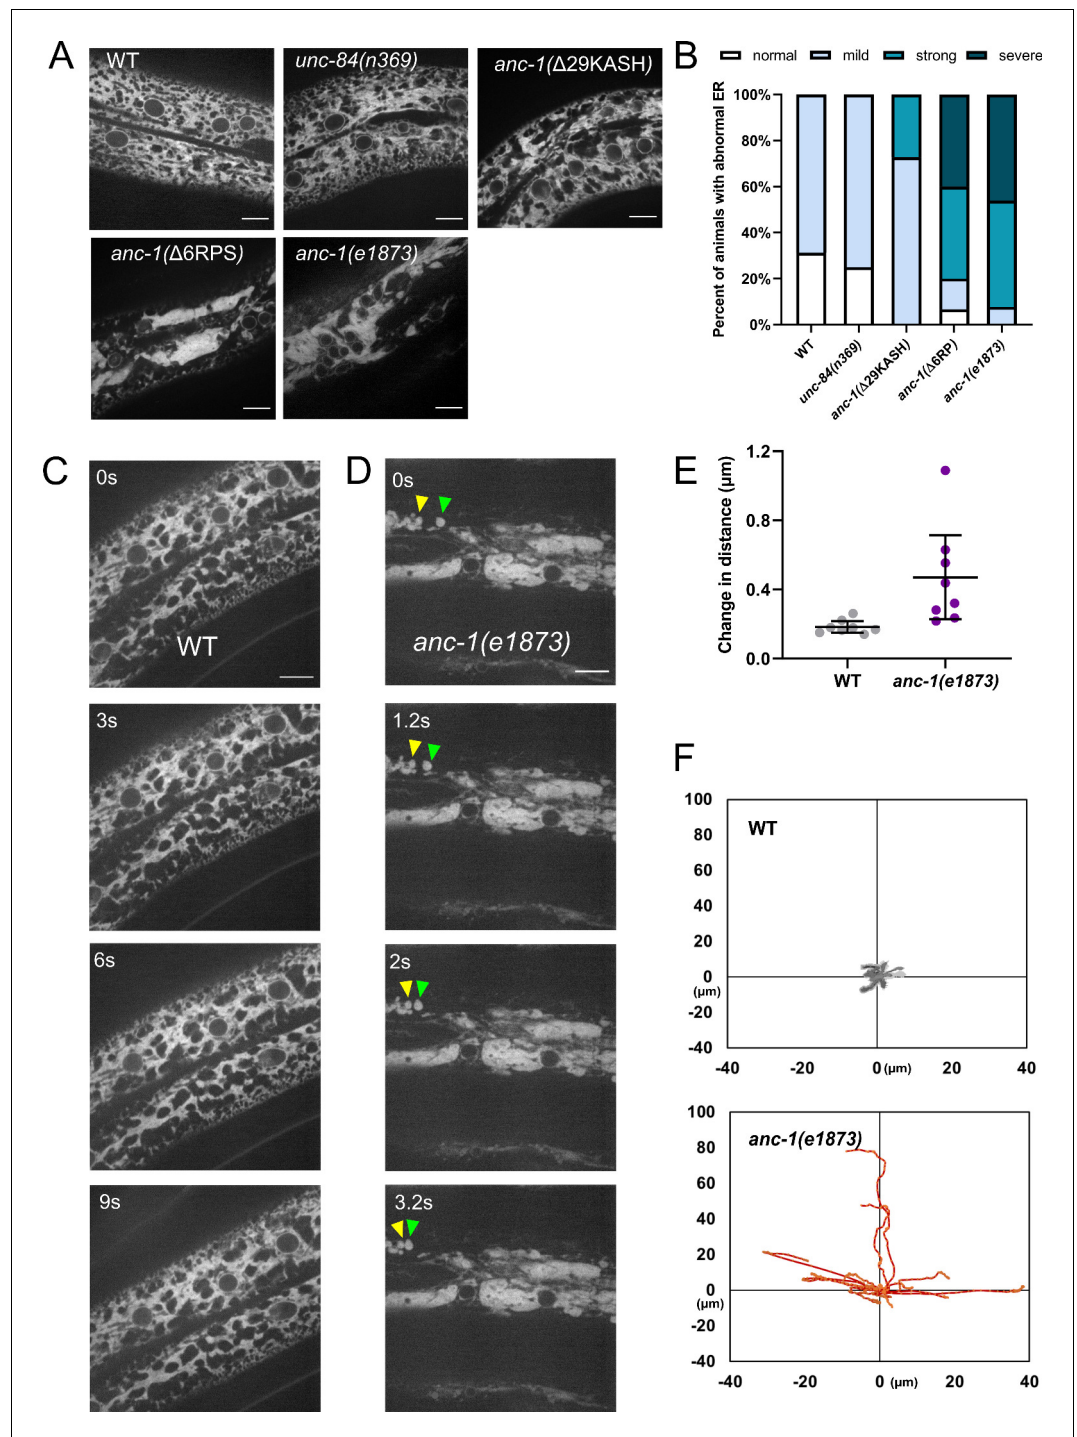 A
WT
unc-84(n369)
anc-1(Δ29KASH)
anc-1(Δ6RPS)
anc-1(e1873)
B
normal mild strong severe
Percent of animals with abnormal ER
100%
80%
60%
40%
20%
0%
WT
unc-84(n369)
anc-1(Δ29KASH)
anc-1(Δ6RP)
anc-1(e1873)
C
0s
WT
3s
6s
9s
D
0s
anc-1(e1873)
1.2s
2s
3.2s
E
Change in distance (µm)
1.2
0.8
0.4
0.0
WT
anc-1(e1873)
F
WT
100
80
60
40
20
0
(µm)
-20
-40
-40 -20 0 (µm) 20 40
anc-1(e1873)
100
80
60
40
20
0
(µm)
-20
-40
-40 -20 0 (µm) 20 40